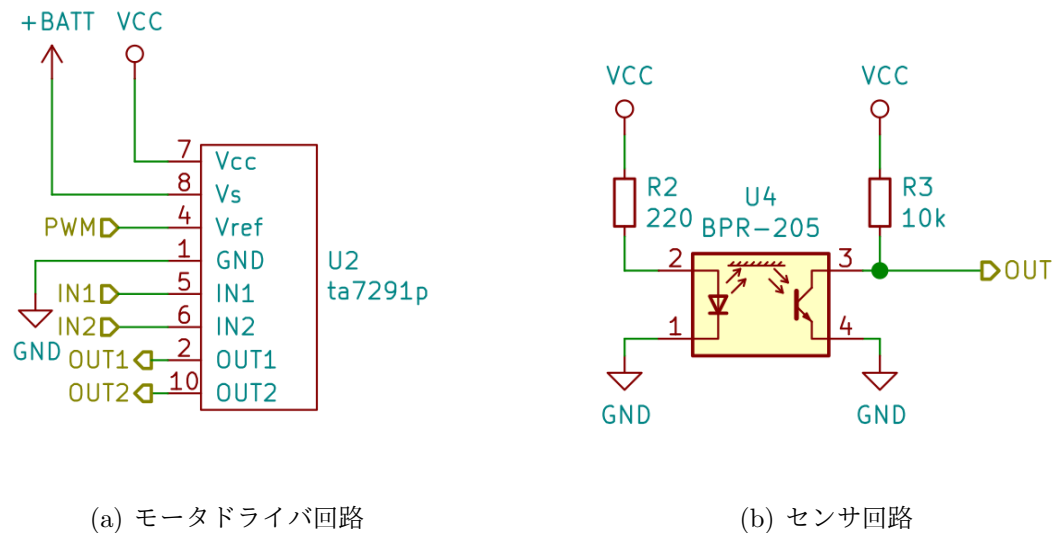 +BATT VCC
7 Vcc
8 Vs
PWM 4 Vref
1 GND
IN1 5 IN1
IN2 6 IN2
GND
OUT1 2 OUT1
OUT2 10 OUT2
U2
ta7291p
(a) モータドライバ回路
VCC
VCC
R2
220
R3
10k
U4
BPR-205
2
3
OUT
1
4
GND
GND
(b) センサ回路